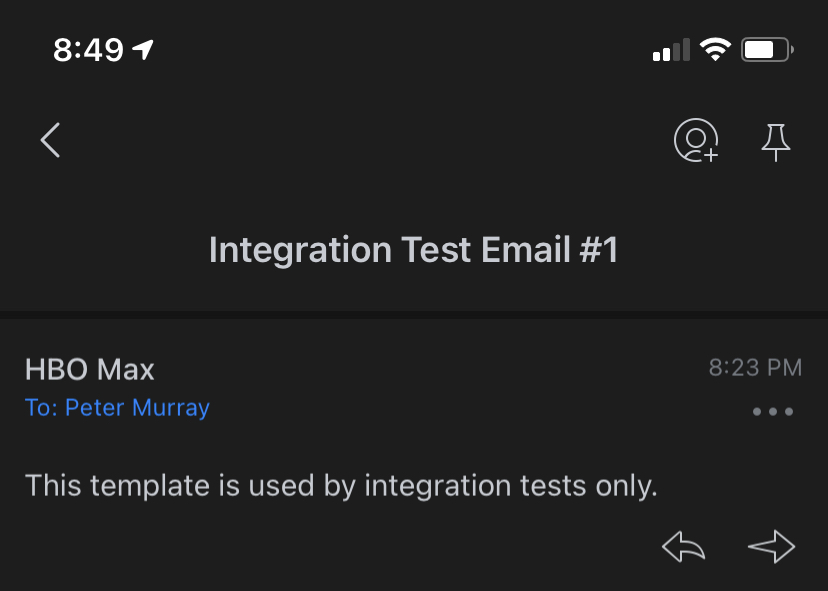 8:49
Integration Test Email #1
HBO Max
8:23 PM
To: Peter Murray
This template is used by integration tests only.